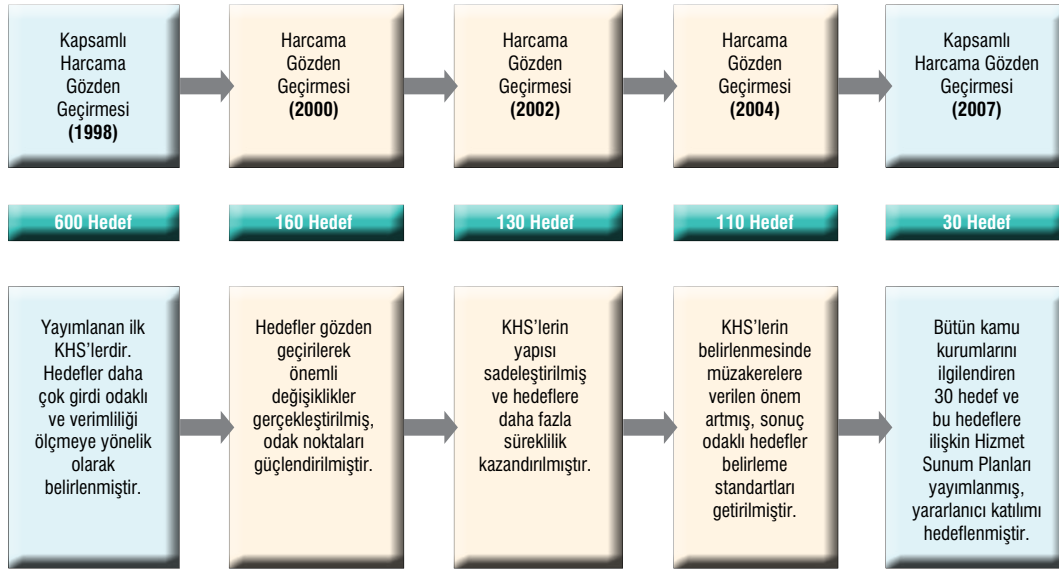 Kapsamlı
Harcama
Gözden
Geçirmesi
(1998)
Harcama
Gözden
Geçirmesi
(2000)
Harcama
Gözden
Geçirmesi
(2002)
Harcama
Gözden
Geçirmesi
(2004)
Kapsamlı
Harcama Gözden
Geçirmesi
(2007)
600 Hedef
160 Hedef
130 Hedef
110 Hedef
30 Hedef
Yayımlanan ilk
KHS’lerdir.
Hedefler daha
çok girdi odaklı
ve verimliliği
ölçmeye yönelik
olarak
belirlenmiştir.
Hedefler gözden
geçirilerek
önemli
değişiklikler
gerçekleştirilmiş,
odak noktaları
güçlendirilmiştir.
KHS’lerin
yapısı
sadeleştirilmiş
ve hedeflere
daha fazla
süreklilik
kazandırılmıştır.
KHS’lerin
belirlenmesinde
müzakerelere
verilen önem
artmış, sonuç
odaklı hedefler
belirleme
standartları
getirilmiştir.
Bütün kamu
kurumlarını
ilgilendiren
30 hedef ve
bu hedeflere
ilişkin Hizmet
Sunum Planları
yayımlanmış,
yararlanıcı katılımı
hedeflenmiştir.